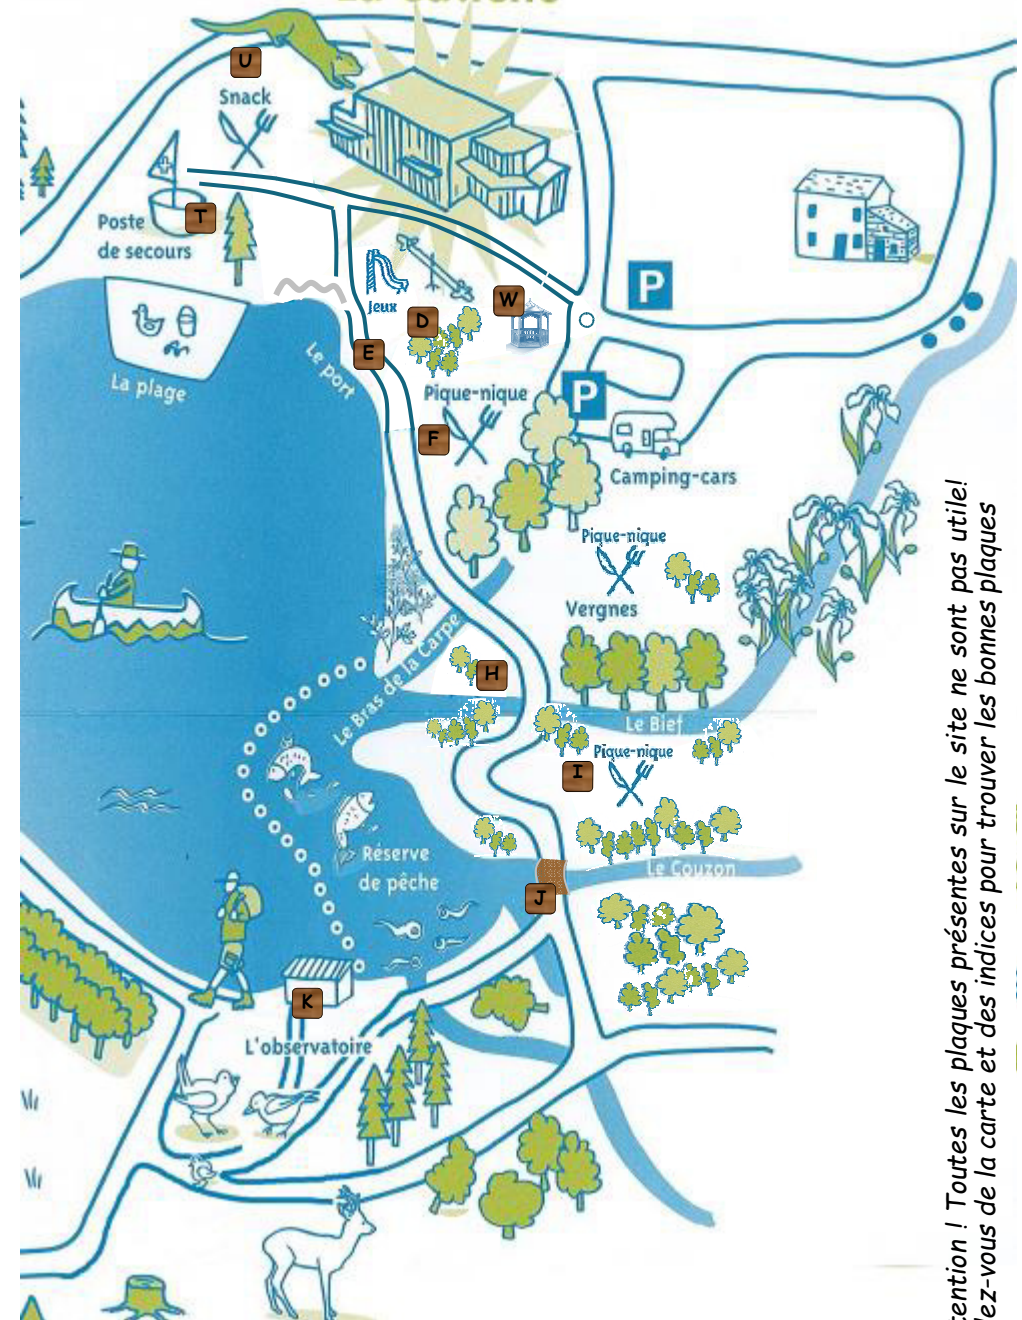 U
Snack
T
Poste
de secours
P
W
Jeux
D
E
Le port
La plage
Pique-nique
P
F
Camping-cars
Pique-nique
Vergnes
Le Bras de la Carpe
H
Le Bief
Pique-nique
I
Réserve
de pêche
Le Couzon
J
K
L'observatoire
ention ! Toutes les plaques présentes sur le site ne sont pas utile!
ez-vous de la carte et des indices pour trouver les bonnes plaques